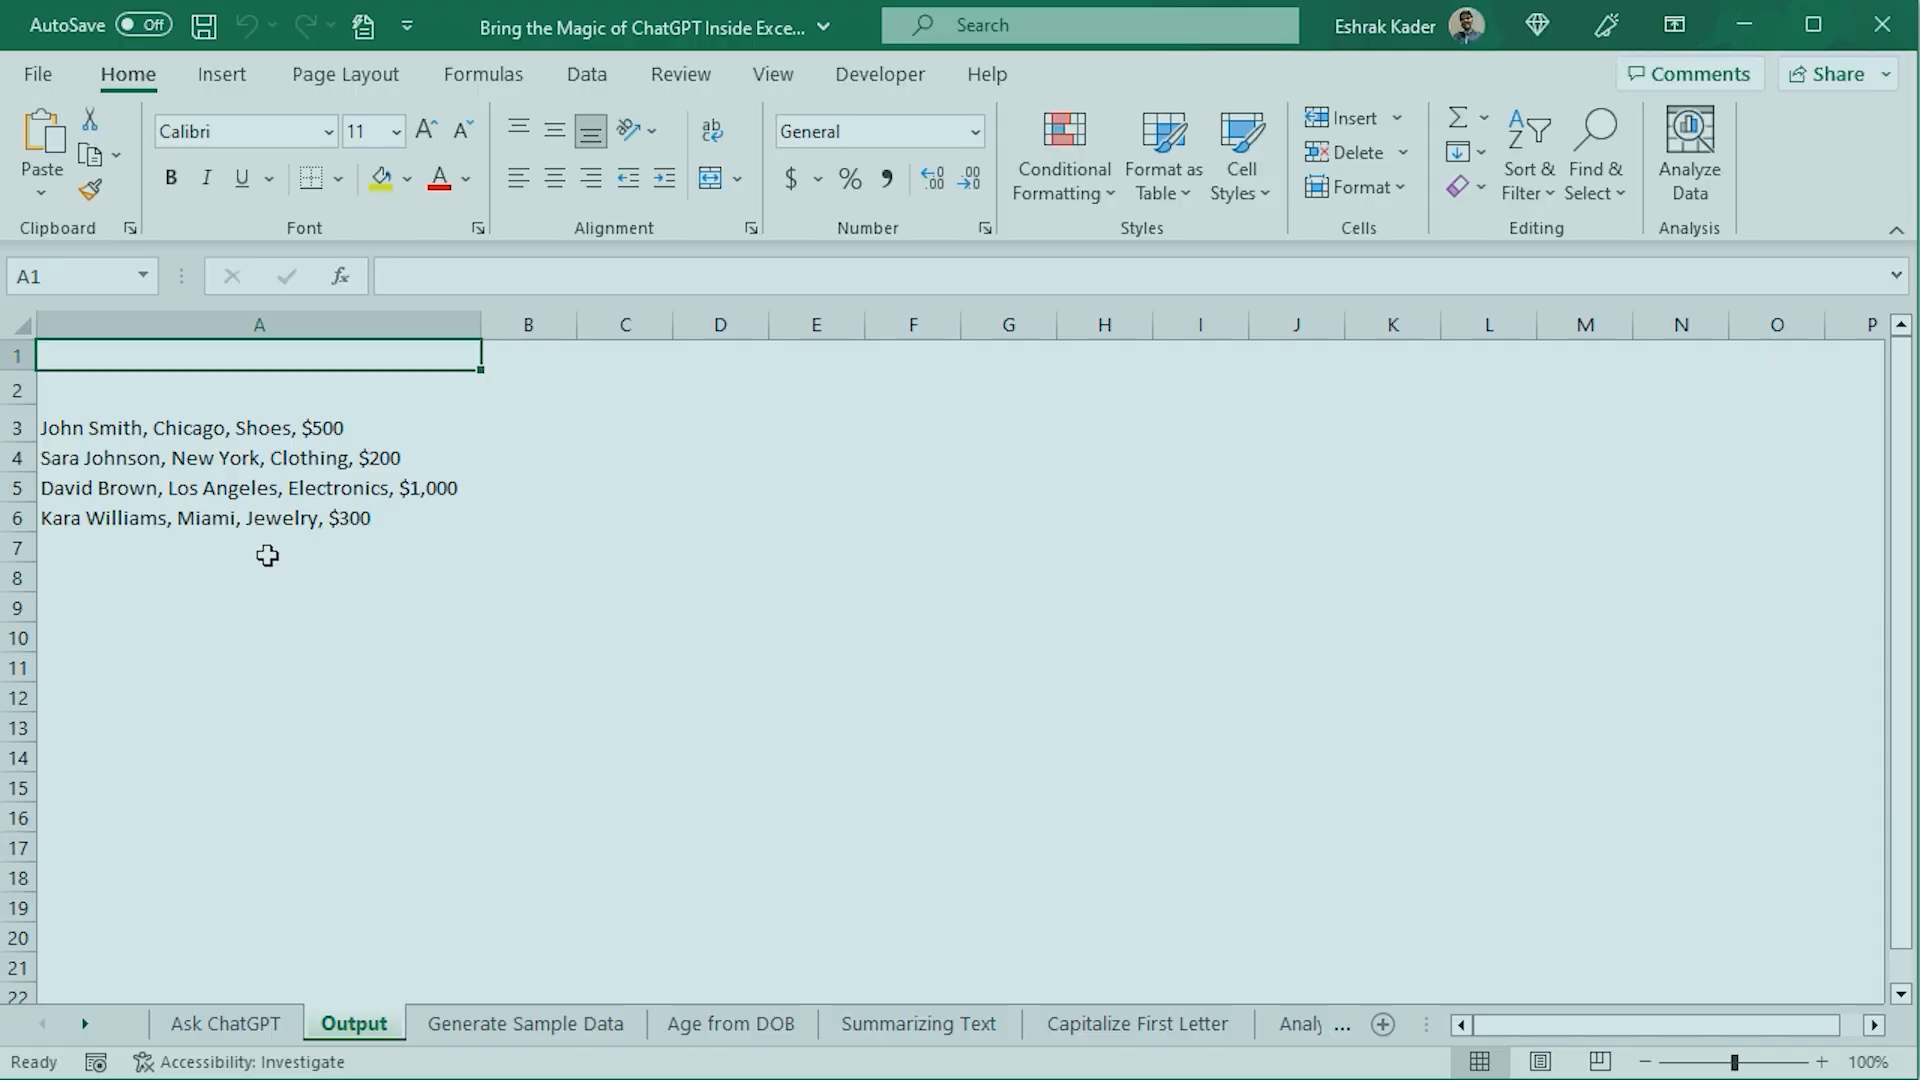 AutoSave Off Bring the Magic of ChatGPT Inside Exce... Search Eshrak Kader
File Home Insert Page Layout Formulas Data Review View Developer Help Comments Share
Paste Calibri 11 General Conditional Formatting Format as Table Cell Styles Insert Delete Format Sort & Filter Find & Select Analyze Data
B I U $ % 9 .00 .00
Clipboard Font Alignment Number Styles Cells Editing Analysis
A1 fx
A B C D E F G H I J K L M N O P
1
2
3 John Smith, Chicago, Shoes, $500
4 Sara Johnson, New York, Clothing, $200
5 David Brown, Los Angeles, Electronics, $1,000
6 Kara Williams, Miami, Jewelry, $300
7
8
9
10
11
12
13
14
15
16
17
18
19
20
21
22
Ask ChatGPT Output Generate Sample Data Age from DOB Summarizing Text Capitalize First Letter Analy ...
Ready Accessibility: Investigate 100%